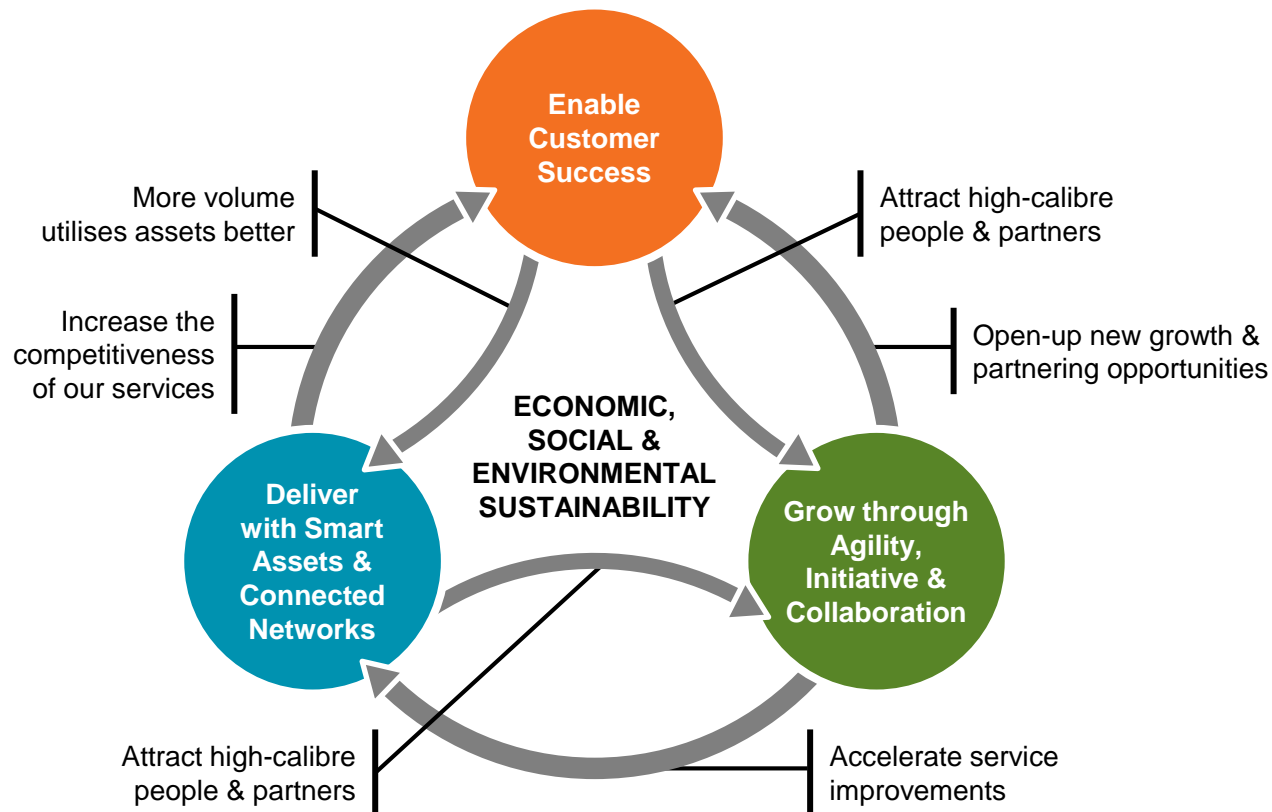 Enable
Customer
Success
More volume
utilises assets better
Attract high-calibre
people & partners
Increase the
competitiveness
of our services
Open-up new growth &
partnering opportunities
ECONOMIC,
SOCIAL &
ENVIRONMENTAL
SUSTAINABILITY
Deliver
with Smart
Assets &
Connected
Networks
Grow through
Agility,
Initiative &
Collaboration
Attract high-calibre
people & partners
Accelerate service
improvements